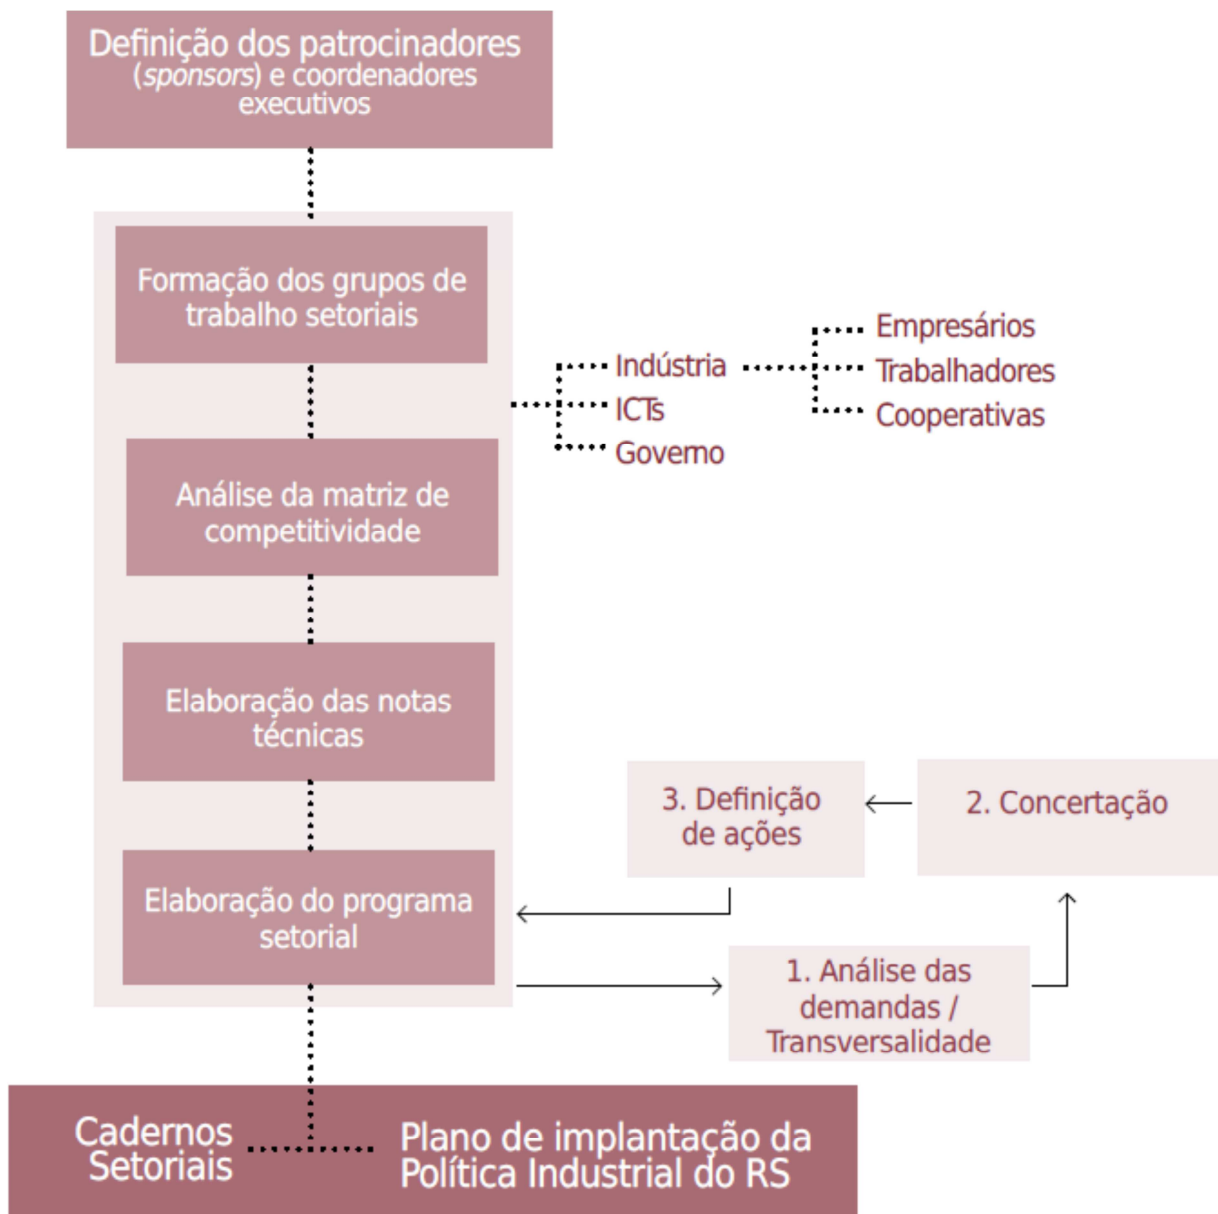 Definição dos patrocinadores
(sponsors) e coordenadores
executivos
Formação dos grupos de
trabalho setoriais
Indústria
ICTs
Governo
Empresários
Trabalhadores
Cooperativas
Análise da matriz de
competitividade
Elaboração das notas
técnicas
Elaboração do programa
setorial
1. Análise das
demandas /
Transversalidade
2. Concertação
3. Definição
de ações
Cadernos
Setoriais
Plano de implantação da
Política Industrial do RS